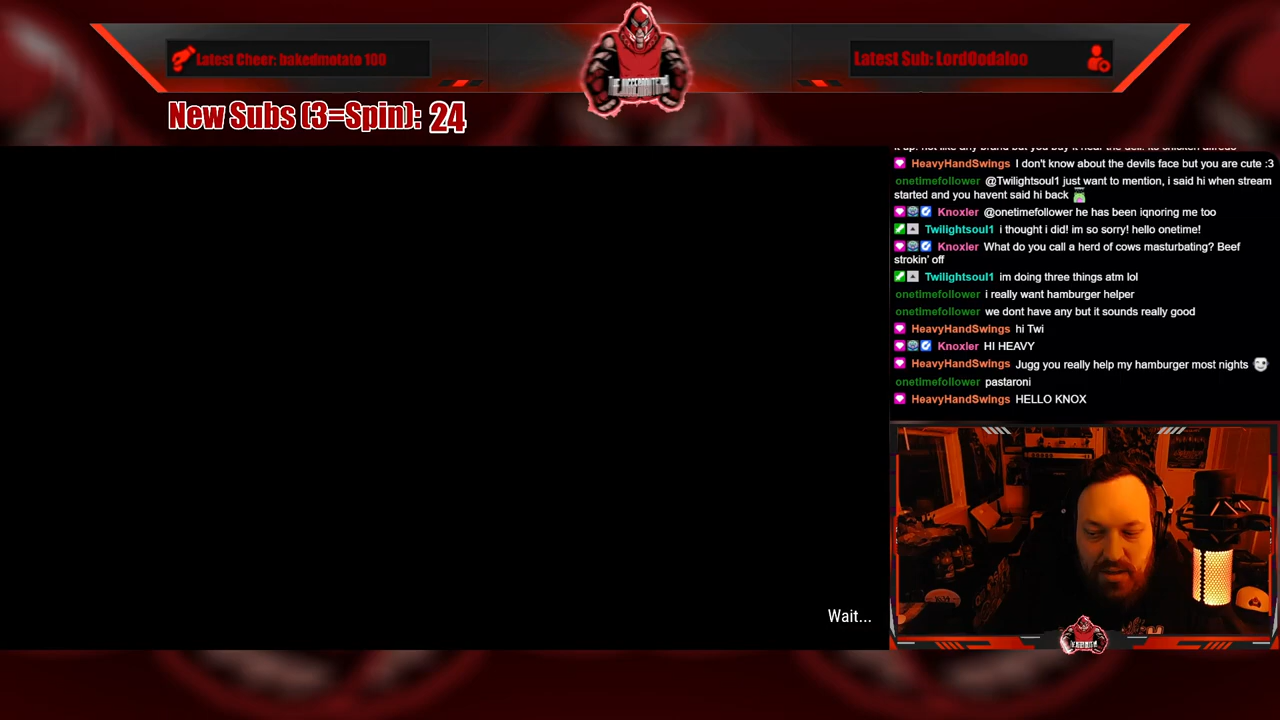 Latest Cheer: bakedmotato 100
Latest Sub: LordOodaloo
New Subs (3=Spin): 24
HeavyHandSwings I don't know about the devils face but you are cute :3
onetimefollower @Twilightsoul1 just want to mention, i said hi when stream
started and you havent said hi back
Knoxler @onetimefollower he has been iqnoring me too
Twilightsoul1 i thought i did! im so sorry! hello onetime!
Knoxler What do you call a herd of cows masturbating? Beef
strokin' off
Twilightsoul1 im doing three things atm lol
onetimefollower i really want hamburger helper
onetimefollower we dont have any but it sounds really good
HeavyHandSwings hi Twi
Knoxler HI HEAVY
HeavyHandSwings Jugg you really help my hamburger most nights
onetimefollower pastaroni
HeavyHandSwings HELLO KNOX
Wait...